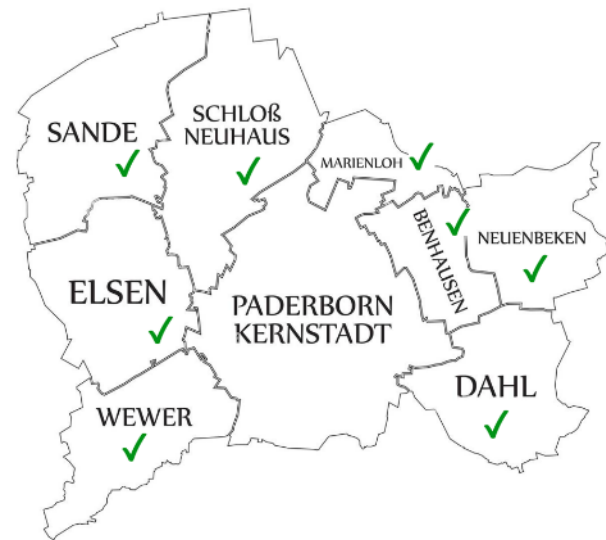 SANDE
SCHLOß
NEUHAUS
MARIENLOH
BENHAUSEN
NEUENBEKEN
ELSEN
PADERBORN
KERNSTADT
DAHL
WEWER